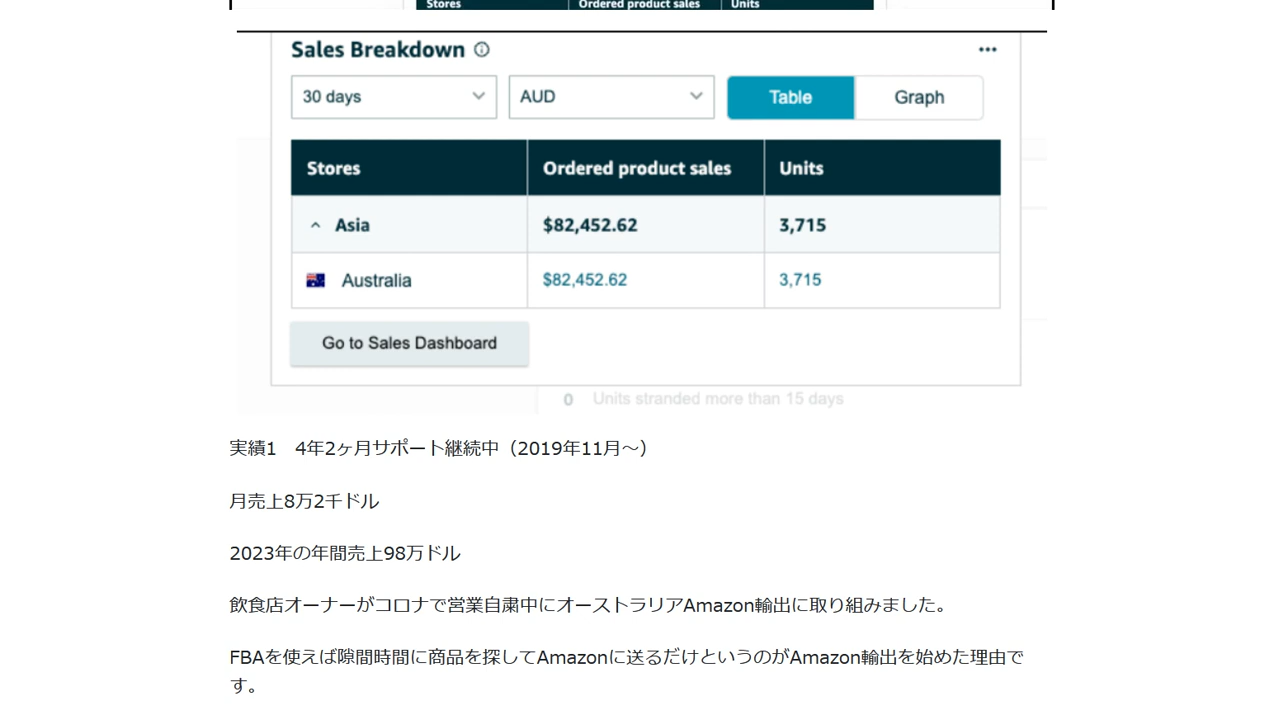 Stores Ordered product sales Units
Sales Breakdown
30 days AUD Table Graph
Stores Ordered product sales Units
Asia $82,452.62 3,715
Australia $82,452.62 3,715
Go to Sales Dashboard
0 Units stranded more than 15 days
実績1　4年2ヶ月サポート継続中（2019年11月～）
月売上8万2千ドル
2023年の年間売上98万ドル
飲食店オーナーがコロナで営業自粛中にオーストラリアAmazon輸出に取り組みました。
FBAを使えば隙間時間に商品を探してAmazonに送るだけというのがAmazon輸出を始めた理由で
す。